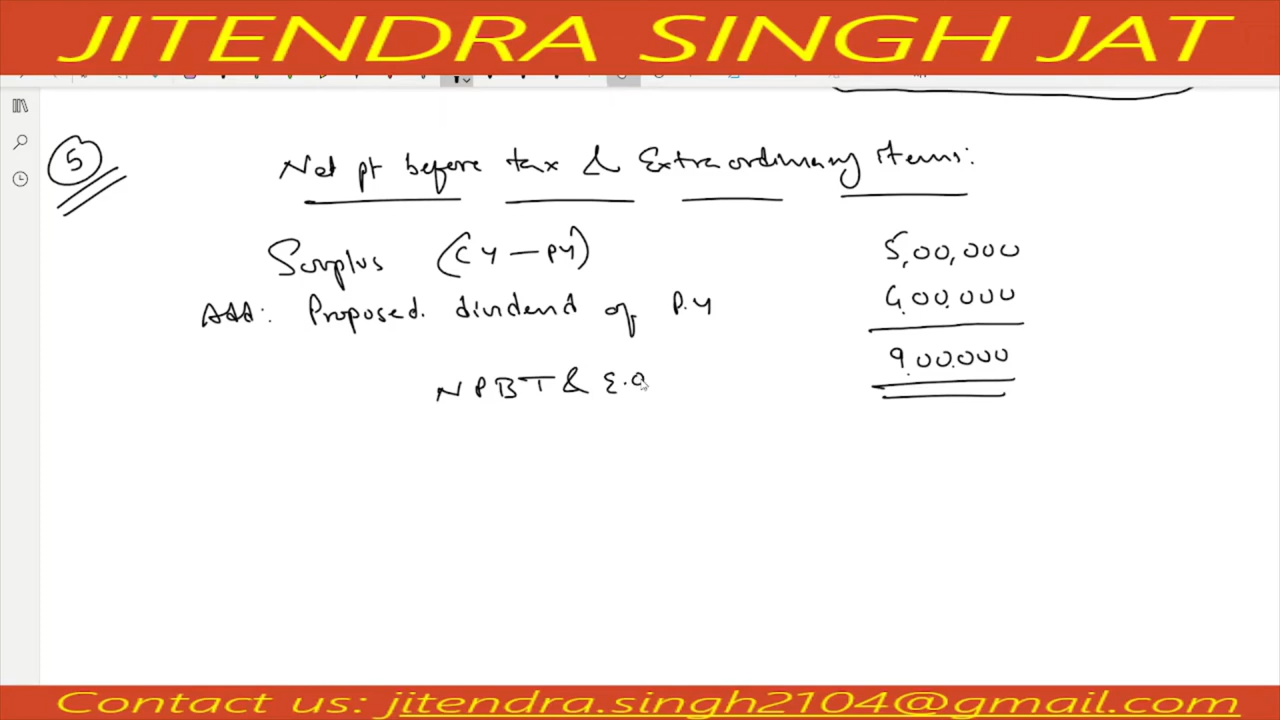 JITENDRA SINGH JAT
5 Net pt before tax & Extraordinary items:
Surplus (CY — PY) 5,00,000
Add: Proposed. dividend of P.Y 4,00,000
9,00,000
NPBT & E.O
Contact us: jitendra.singh2104@gmail.com